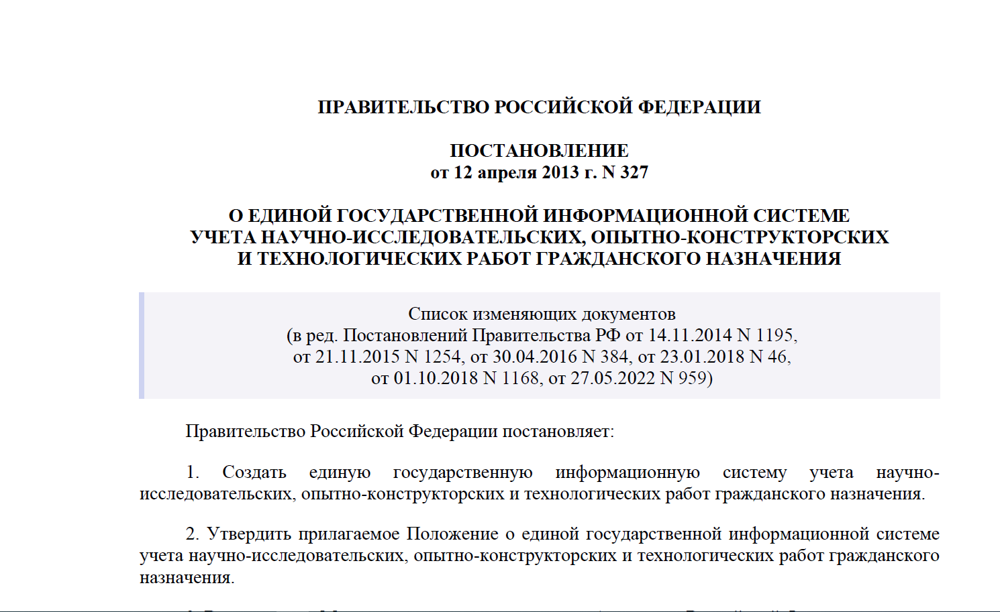 ПРАВИТЕЛЬСТВО РОССИЙСКОЙ ФЕДЕРАЦИИ
ПОСТАНОВЛЕНИЕ
от 12 апреля 2013 г. N 327
О ЕДИНОЙ ГОСУДАРСТВЕННОЙ ИНФОРМАЦИОННОЙ СИСТЕМЕ
УЧЕТА НАУЧНО-ИССЛЕДОВАТЕЛЬСКИХ, ОПЫТНО-КОНСТРУКТОРСКИХ
И ТЕХНОЛОГИЧЕСКИХ РАБОТ ГРАЖДАНСКОГО НАЗНАЧЕНИЯ
Список изменяющих документов
(в ред. Постановлений Правительства РФ от 14.11.2014 N 1195,
от 21.11.2015 N 1254, от 30.04.2016 N 384, от 23.01.2018 N 46,
от 01.10.2018 N 1168, от 27.05.2022 N 959)
Правительство Российской Федерации постановляет:
1. Создать единую государственную информационную систему учета научно-
исследовательских, опытно-конструкторских и технологических работ гражданского назначения.
2. Утвердить прилагаемое Положение о единой государственной информационной системе
учета научно-исследовательских, опытно-конструкторских и технологических работ гражданского
назначения.